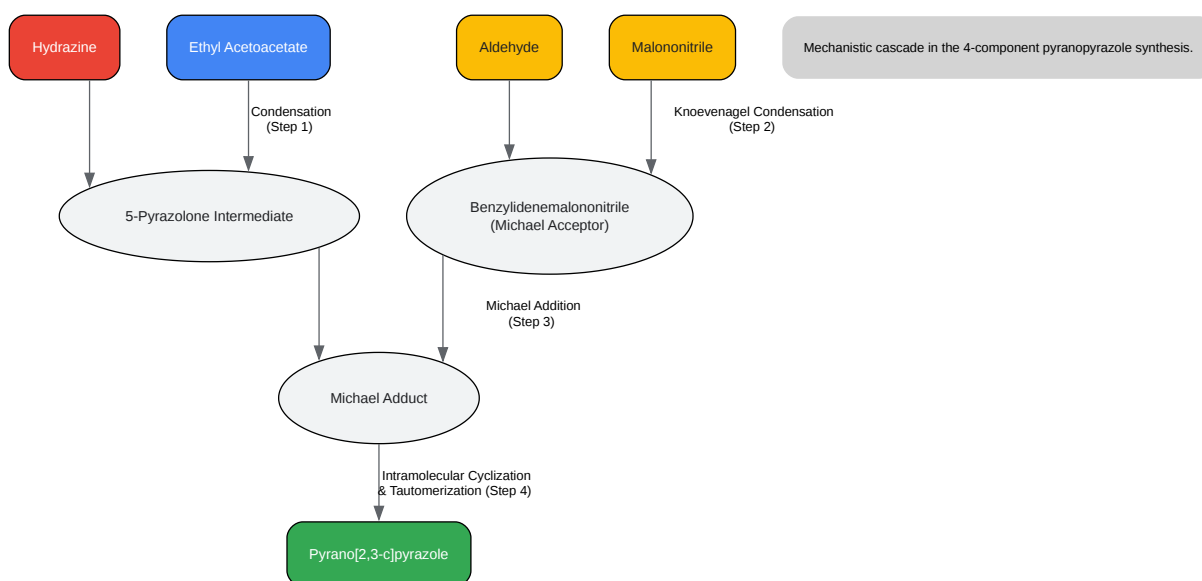 Hydrazine
Ethyl Acetoacetate
Aldehyde
Malononitrile
Mechanistic cascade in the 4-component pyranopyrazole synthesis.
Condensation
(Step 1)
Knoevenagel Condensation
(Step 2)
5-Pyrazolone Intermediate
Benzylidenemalononitrile
(Michael Acceptor)
Michael Addition
(Step 3)
Michael Adduct
Intramolecular Cyclization
& Tautomerization (Step 4)
Pyrano[2,3-c]pyrazole